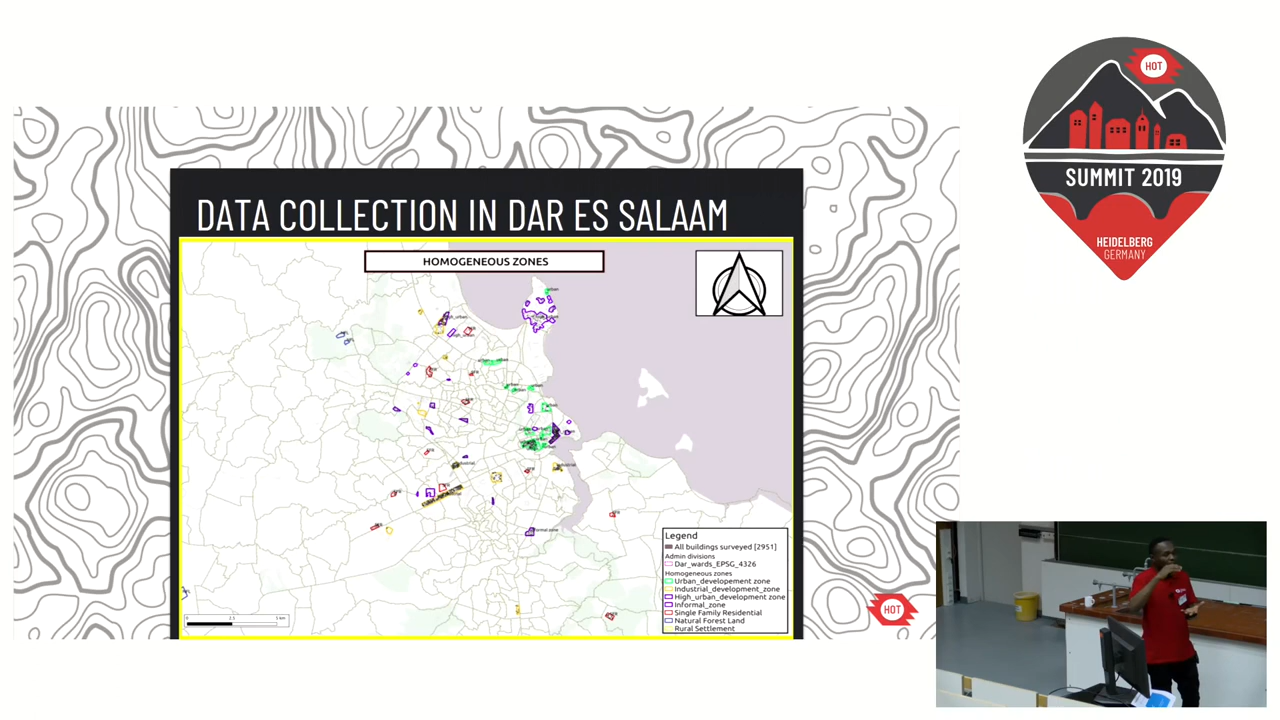 DATA COLLECTION IN DAR ES SALAAM
HOMOGENEOUS ZONES
Legend
All buildings surveyed [2951]
Admin divisions
Dar_wards_EPSG_4326
Homogeneous zones
Urban_developement zone
Industrial_development_zone
High_urban_development zone
Informal_zone
Single Family Residential
Natural Forest Land
Rural Settlement
HOT
HOT
SUMMIT 2019
HEIDELBERG
GERMANY